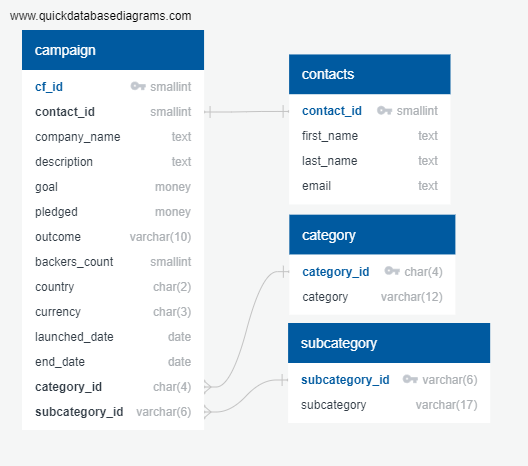 www.quickdatabasediagrams.com
campaign
cf_id smallint
contact_id smallint
company_name text
description text
goal money
pledged money
outcome varchar(10)
backers_count smallint
country char(2)
currency char(3)
launched_date date
end_date date
category_id char(4)
subcategory_id varchar(6)
contacts
contact_id smallint
first_name text
last_name text
email text
category
category_id char(4)
category varchar(12)
subcategory
subcategory_id varchar(6)
subcategory varchar(17)